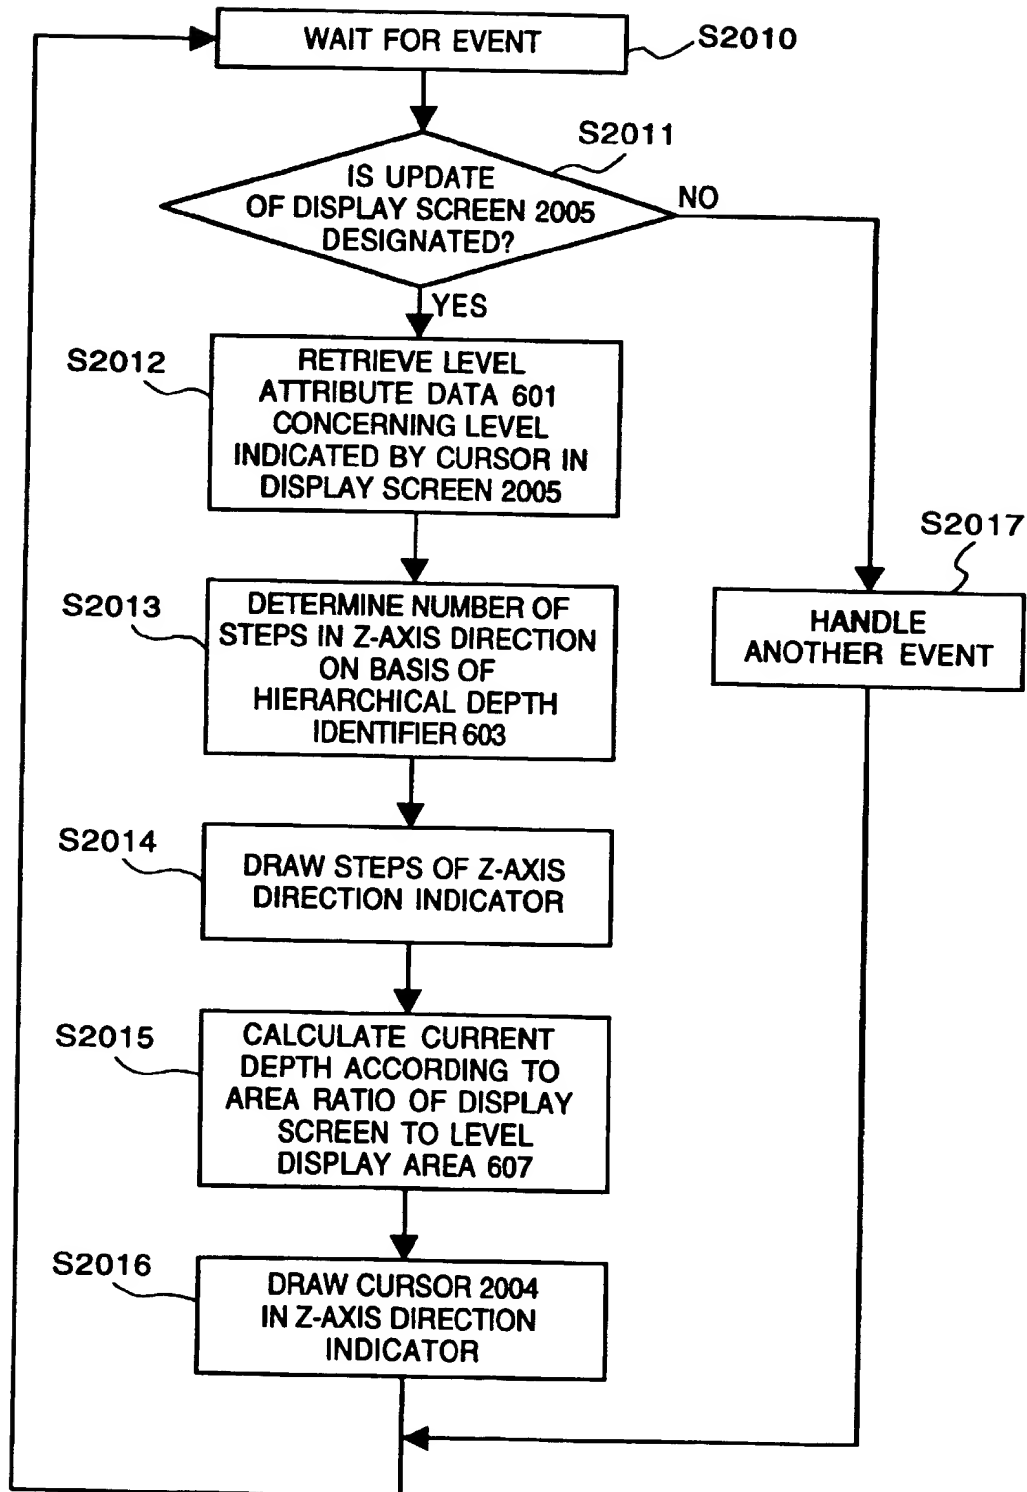 WAIT FOR EVENT
S2010
S2011
IS UPDATE
OF DISPLAY SCREEN 2005
DESIGNATED?
NO
YES
S2012
RETRIEVE LEVEL
ATTRIBUTE DATA 601
CONCERNING LEVEL
INDICATED BY CURSOR IN
DISPLAY SCREEN 2005
S2017
HANDLE
ANOTHER EVENT
S2013
DETERMINE NUMBER OF
STEPS IN Z-AXIS DIRECTION
ON BASIS OF
HIERARCHICAL DEPTH
IDENTIFIER 603
S2014
DRAW STEPS OF Z-AXIS
DIRECTION INDICATOR
S2015
CALCULATE CURRENT
DEPTH ACCORDING TO
AREA RATIO OF DISPLAY
SCREEN TO LEVEL
DISPLAY AREA 607
S2016
DRAW CURSOR 2004
IN Z-AXIS DIRECTION
INDICATOR